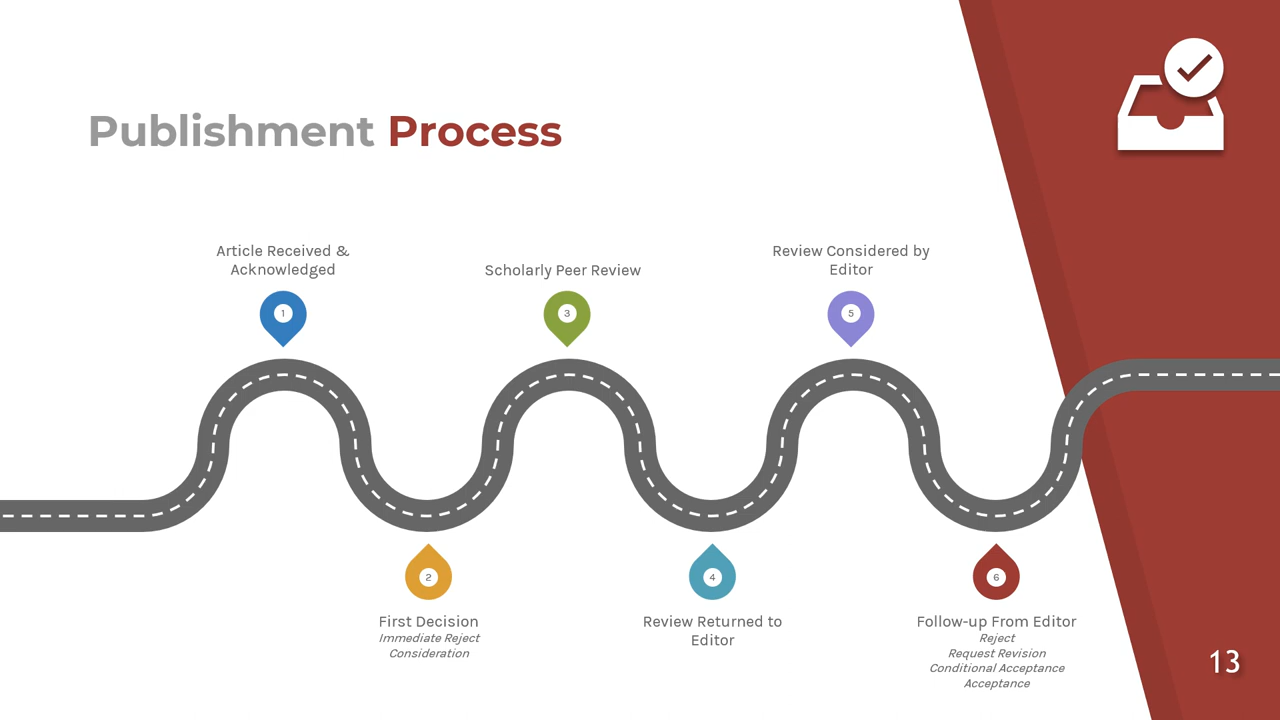 Publishment Process
Article Received &
Acknowledged
1
First Decision
Immediate Reject
Consideration
2
Scholarly Peer Review
3
Review Returned to
Editor
4
Review Considered by
Editor
5
Follow-up From Editor
Reject
Request Revision
Conditional Acceptance
Acceptance
6
13